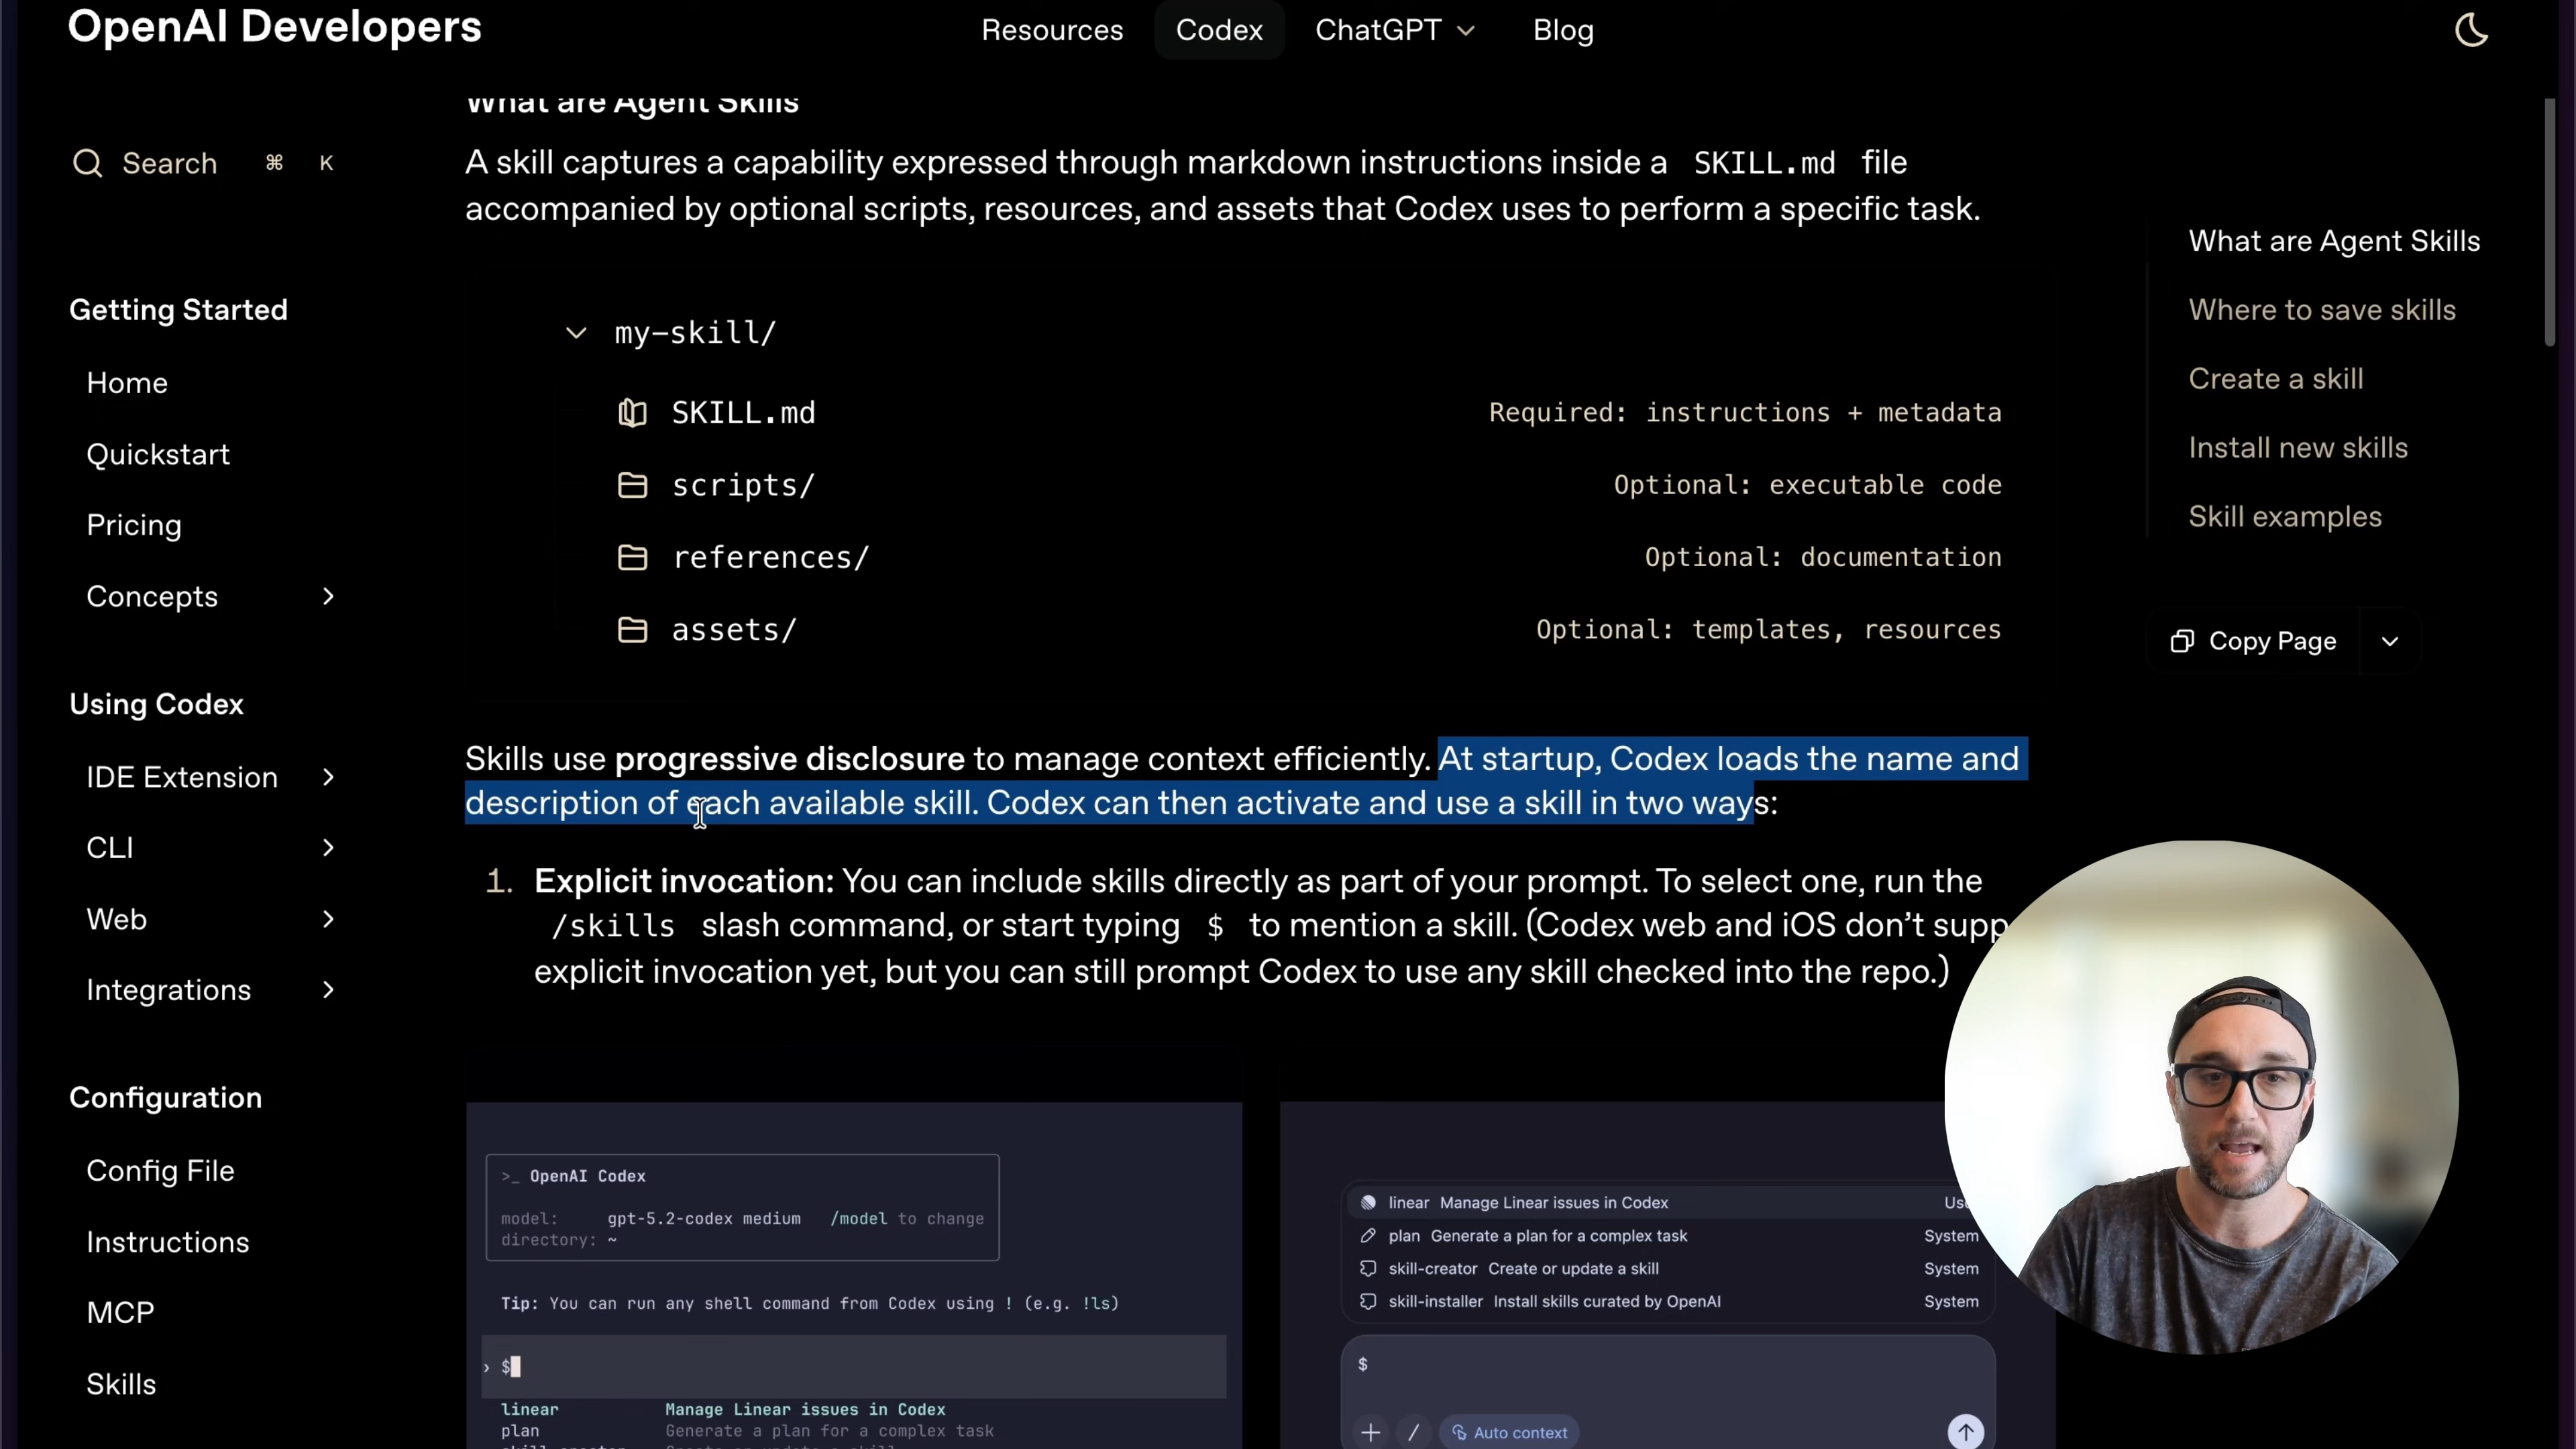 OpenAI Developers
Resources
Codex
ChatGPT
Blog
Search ⌘ K
Getting Started
Home
Quickstart
Pricing
Concepts
Using Codex
IDE Extension
CLI
Web
Integrations
Configuration
Config File
Instructions
MCP
Skills
What are Agent Skills
A skill captures a capability expressed through markdown instructions inside a SKILL.md file
accompanied by optional scripts, resources, and assets that Codex uses to perform a specific task.
my-skill/
SKILL.md Required: instructions + metadata
scripts/ Optional: executable code
references/ Optional: documentation
assets/ Optional: templates, resources
Skills use progressive disclosure to manage context efficiently. At startup, Codex loads the name and
description of each available skill. Codex can then activate and use a skill in two ways:
1. Explicit invocation: You can include skills directly as part of your prompt. To select one, run the
/skills slash command, or start typing $ to mention a skill. (Codex web and iOS don't supp
explicit invocation yet, but you can still prompt Codex to use any skill checked into the repo.)
>_ OpenAI Codex
model: gpt-5.2-codex medium /model to change
directory: ~
Tip: You can run any shell command from Codex using ! (e.g. !ls)
› $
linear Manage Linear issues in Codex
plan Generate a plan for a complex task
linear Manage Linear issues in Codex
plan Generate a plan for a complex task System
skill-creator Create or update a skill System
skill-installer Install skills curated by OpenAI System
$
+ / Auto context
What are Agent Skills
Where to save skills
Create a skill
Install new skills
Skill examples
Copy Page